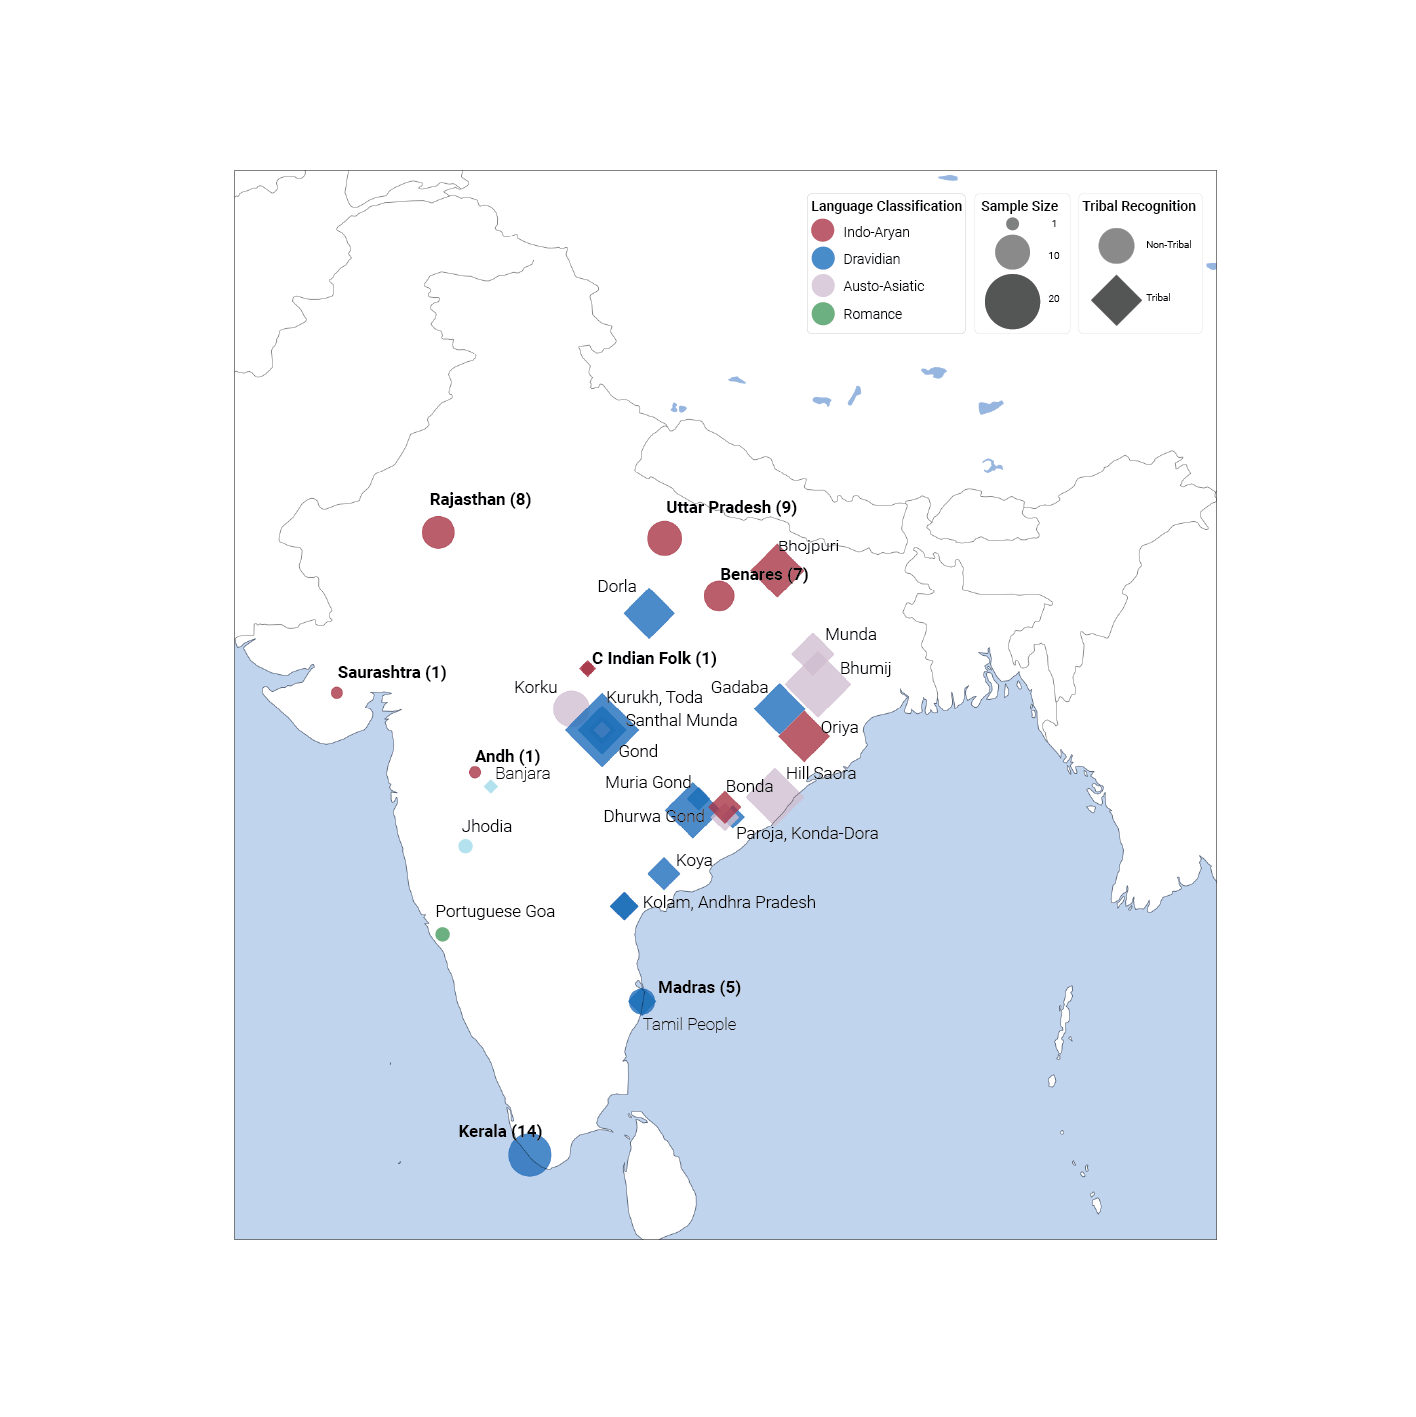 Language Classification
Indo-Aryan
Dravidian
Austo-Asiatic
Romance
Sample Size
1
10
20
Tribal Recognition
Non-Tribal
Tribal
Rajasthan (8)
Uttar Pradesh (9)
Bhojpuri
Benares (7)
Dorla
Munda
C Indian Folk (1)
Bhumij
Saurashtra (1)
Korku
Gadaba
Kurukh, Toda
Santhal Munda
Oriya
Gond
Andh (1)
Banjara
Hill Saora
Muria Gond
Bonda
Dhurwa Gond
Jhodia
Paroja, Konda-Dora
Koya
Kolam, Andhra Pradesh
Portuguese Goa
Madras (5)
Tamil People
Kerala (14)